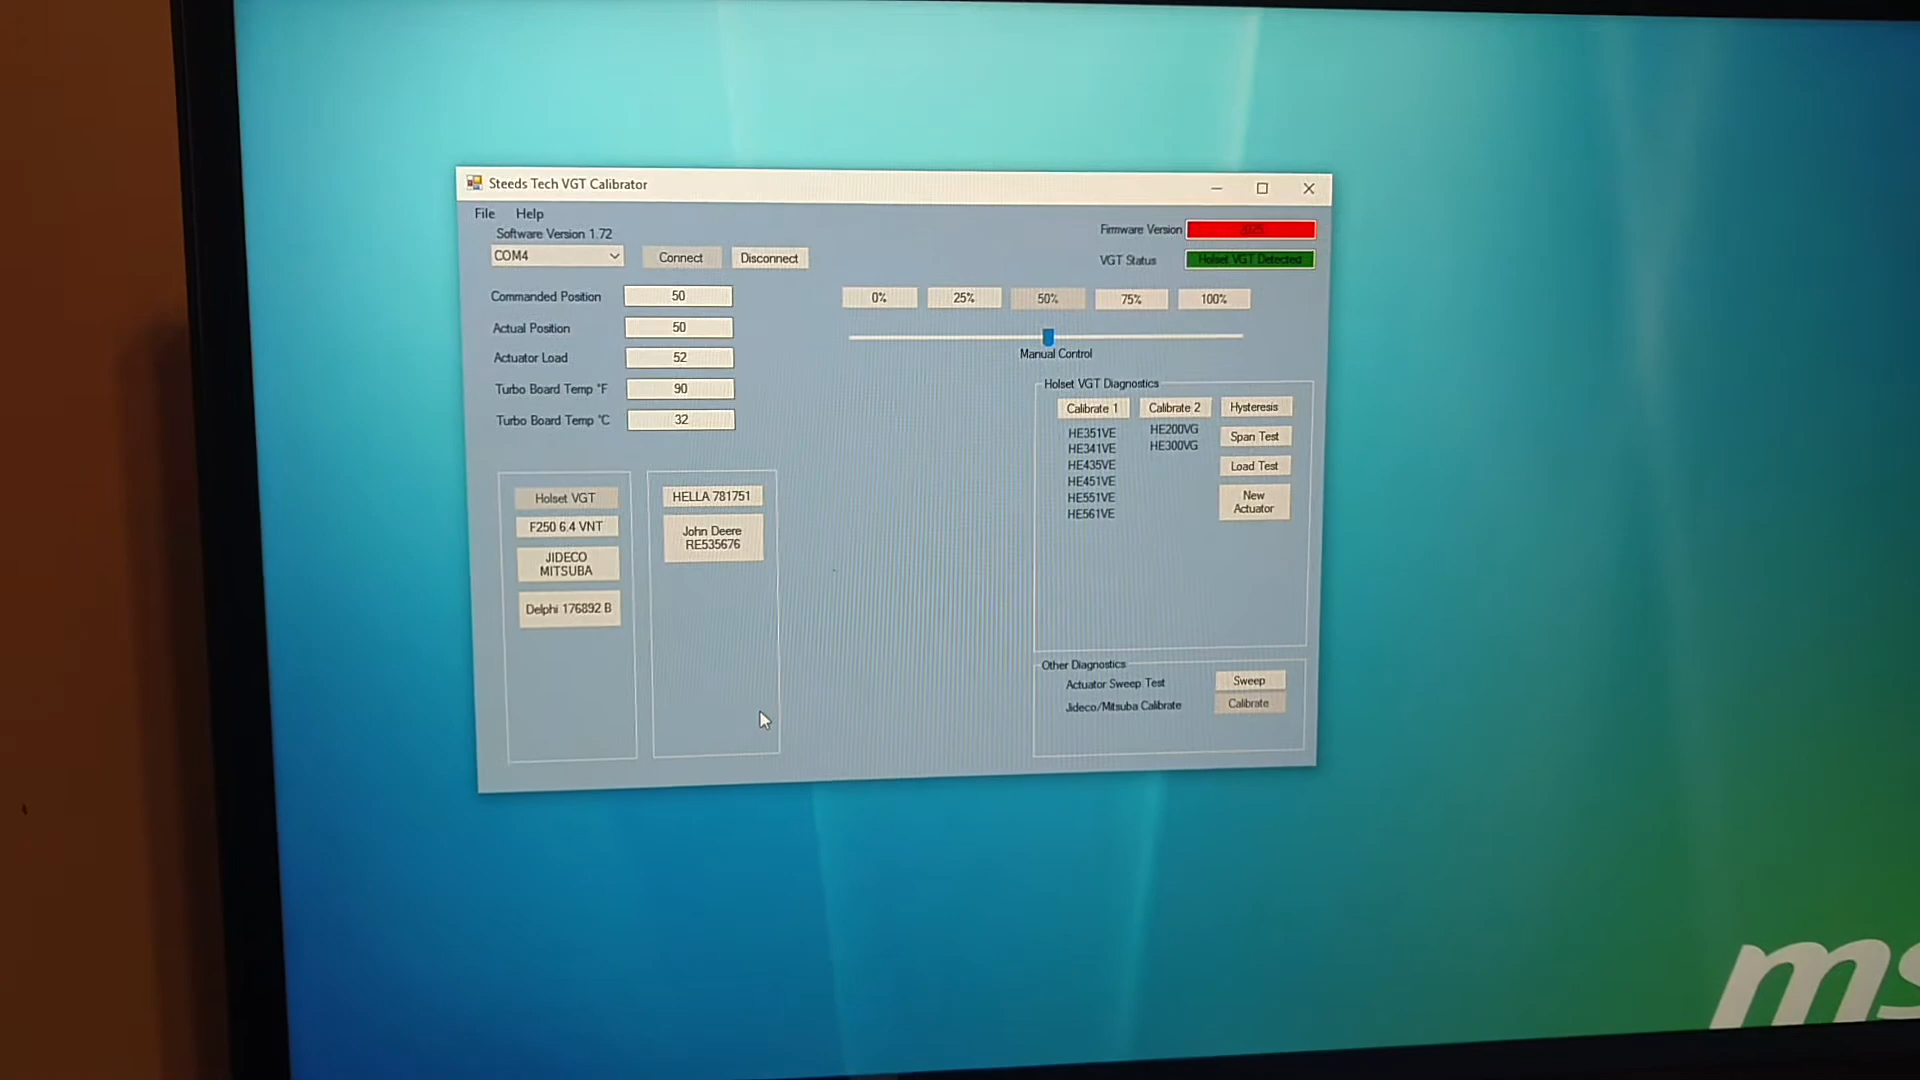 Steeds Tech VGT Calibrator
File Help
Software Version 1.72
COM4
Connect
Disconnect
Firmware Version
VGT Status
Holset VGT Detected
Commanded Position 50
Actual Position 50
Actuator Load 52
Turbo Board Temp °F 90
Turbo Board Temp °C 32
0% 25% 50% 75% 100%
Manual Control
Holset VGT
F250 6.4 VNT
JIDECO
MITSUBA
Delphi 176892 B
HELLA 781751
John Deere
RE535676
Holset VGT Diagnostics
Calibrate 1
HE351VE
HE341VE
HE435VE
HE451VE
HE551VE
HE561VE
Calibrate 2
HE200VG
HE300VG
Hysteresis
Span Test
Load Test
New
Actuator
Other Diagnostics
Actuator Sweep Test Sweep
Jideco/Mitsuba Calibrate Calibrate